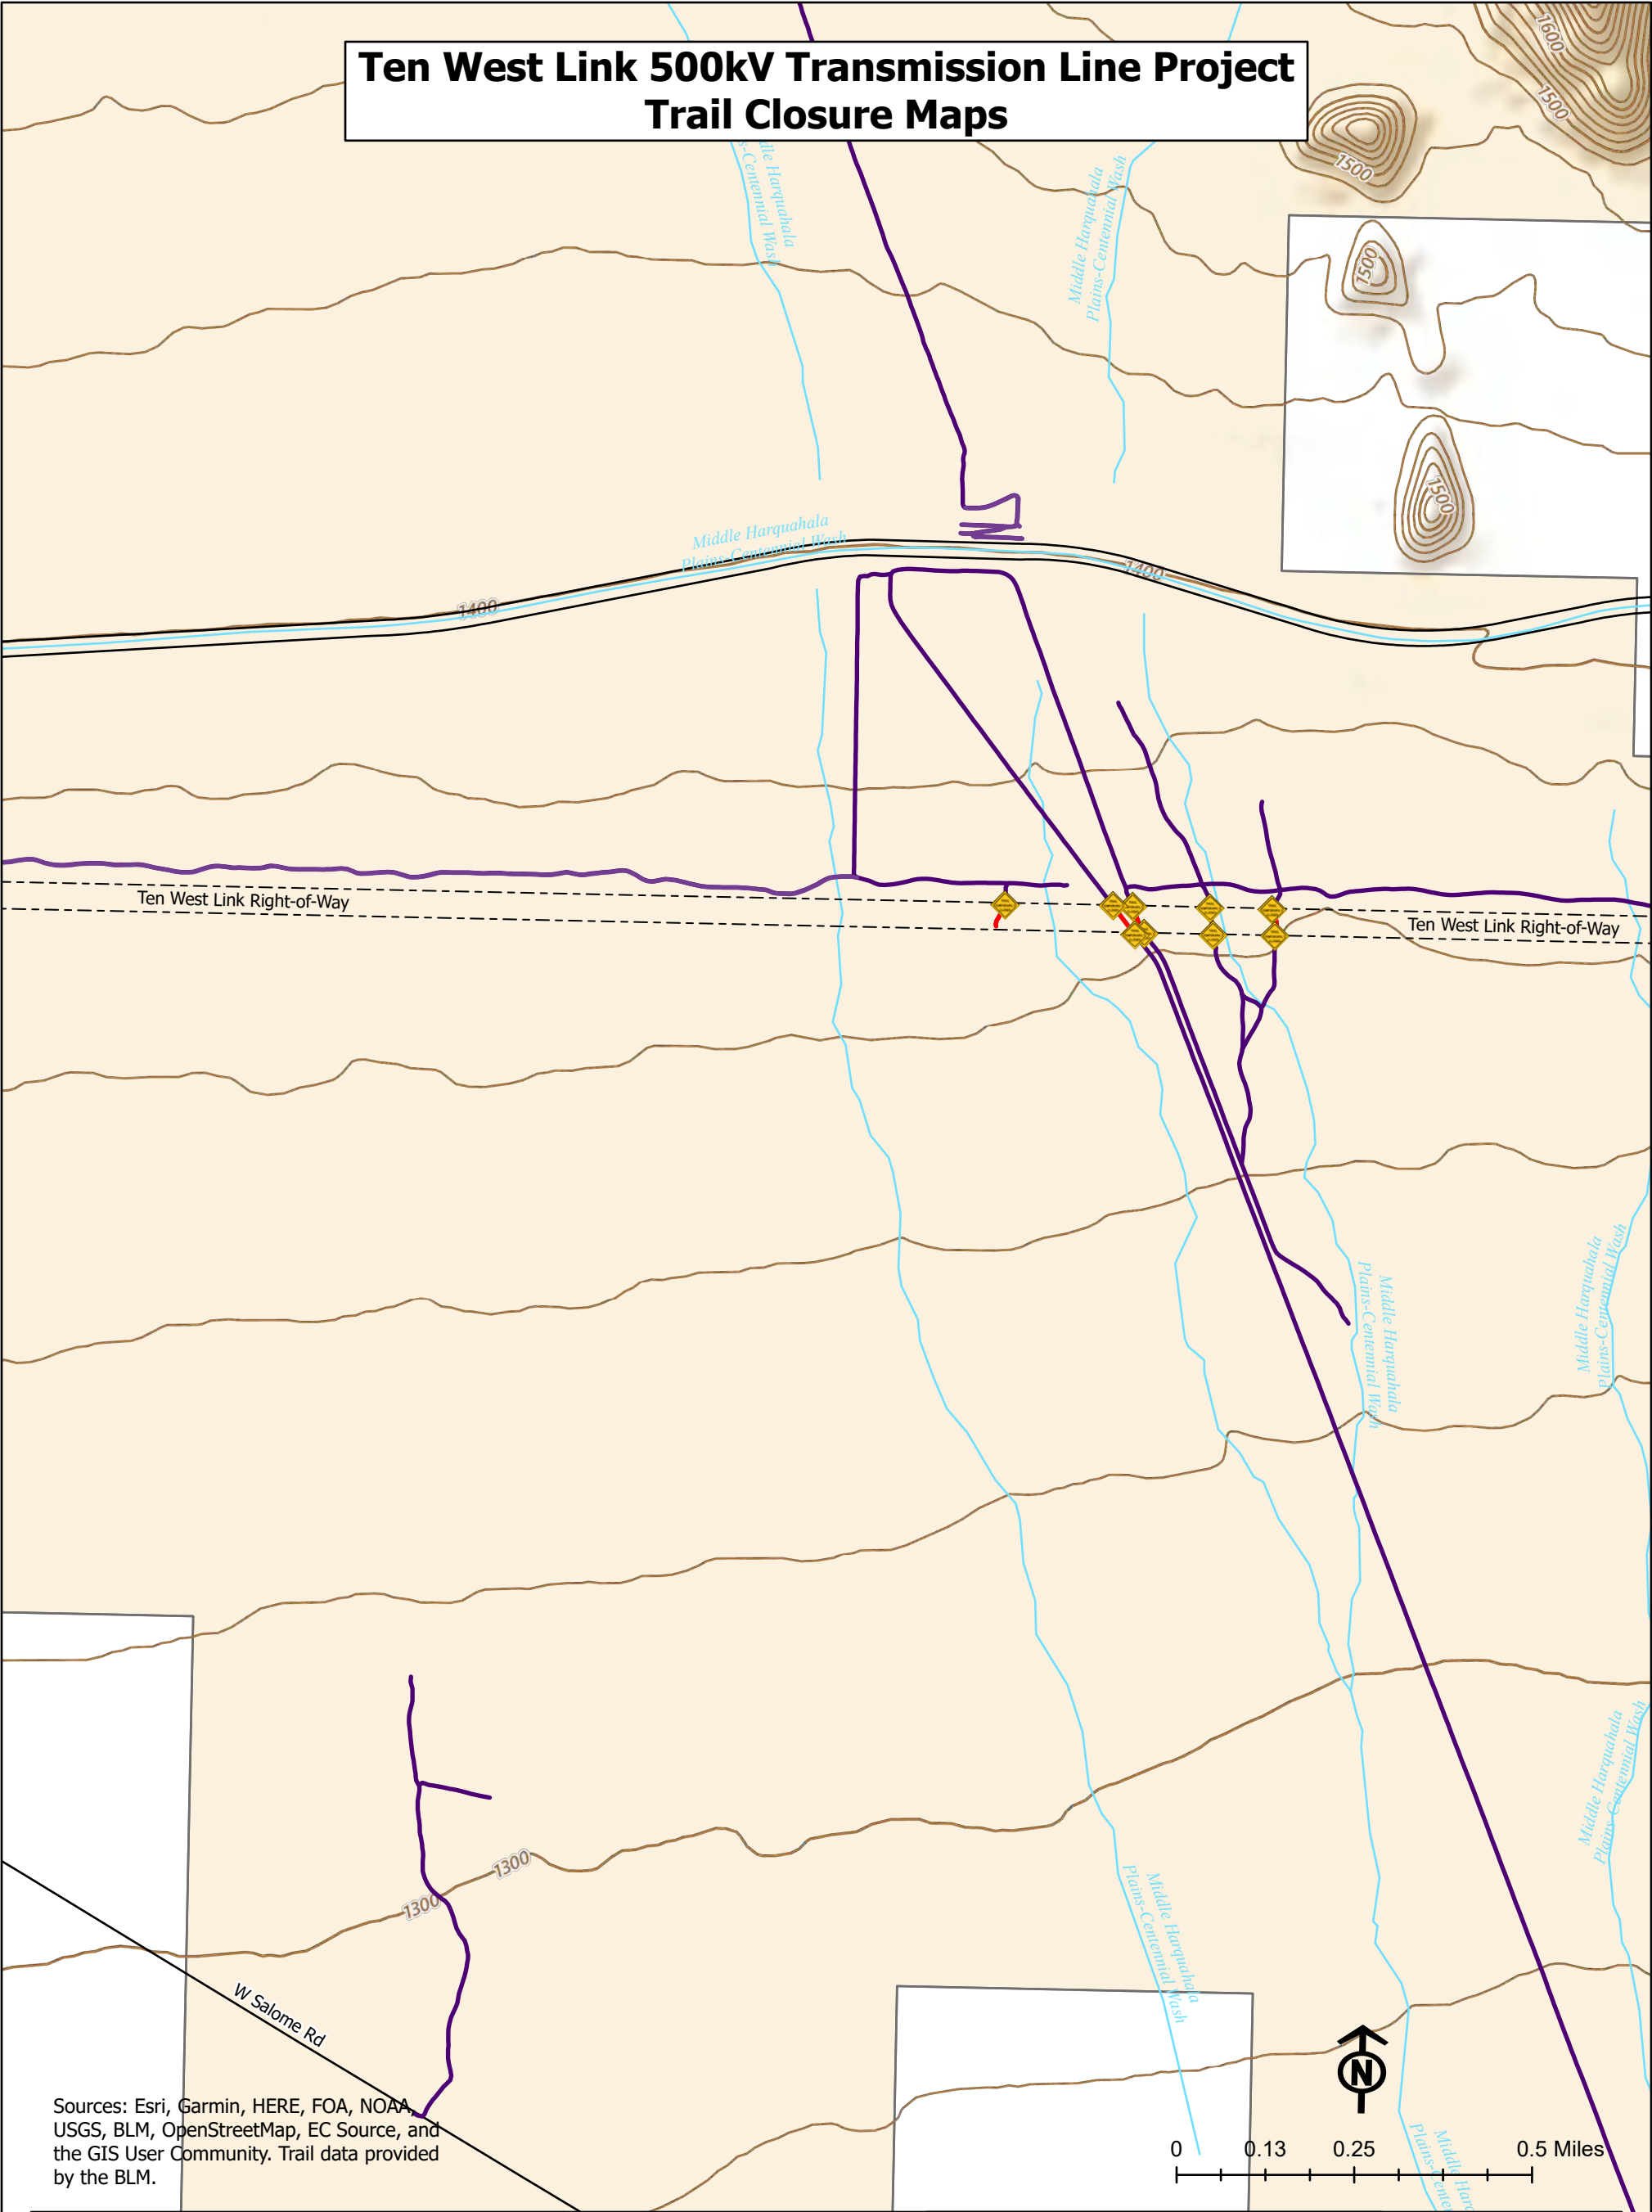 Ten West Link 500kV Transmission Line Project
Trail Closure Maps
1600
1500
1500
dle Harquahala
s-Centennial Wash
Middle Harquahala
Plains-Centennial Wash
1500
1500
Middle Harquahala
Plains-Centennial Wash
1400
1400
Ten West Link Right-of-Way
Ten West Link Right-of-Way
Middle Harquahala
Plains-Centennial Wash
Middle Harquahala
Plains-Centennial Wash
Middle Harquahala
Plains-Centennial Wash
1300
1300
Middle Harquahala
Plains-Centennial Wash
W Salome Rd
N
Sources: Esri, Garmin, HERE, FOA, NOAA,
USGS, BLM, OpenStreetMap, EC Source, and
the GIS User Community. Trail data provided
by the BLM.
0 0.13 0.25 0.5 Miles
Middle Harq
Plains-Center